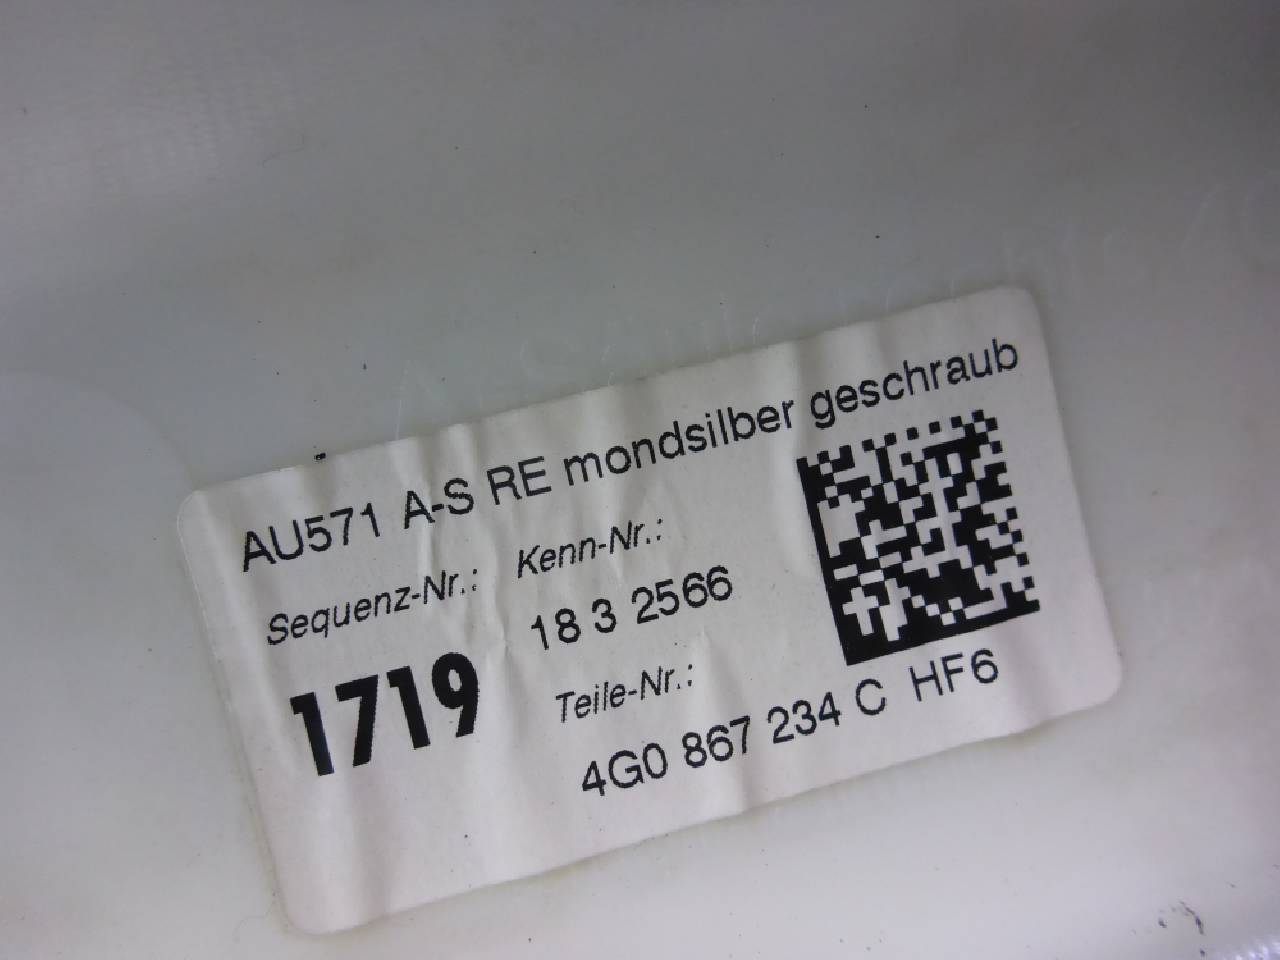 AU571 A-S RE mondsilber geschraub
Sequenz-Nr.: Kenn-Nr.:
1719 18 3 2566
Teile-Nr.:
4G0 867 234 C HF6